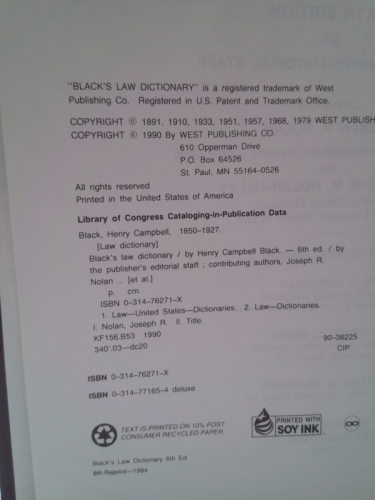 "BLACK'S LAW DICTIONARY" is a registered trademark of West
Publishing Co. Registered in U.S. Patent and Trademark Office.
COPYRIGHT © 1891, 1910, 1933, 1951, 1957, 1968, 1979 WEST PUBLISH
COPYRIGHT © 1990 By WEST PUBLISHING CO.
610 Opperman Drive
P.O. Box 64526
St. Paul, MN 55164-0526
All rights reserved
Printed in the United States of America
Library of Congress Cataloging-in-Publication Data
Black, Henry Campbell, 1850-1927.
[Law dictionary]
Black's law dictionary / by Henry Campbell Black. — 6th ed. / by
the publisher's editorial staff ; contributing authors, Joseph R.
Nolan ... [et al.]
p. cm.
ISBN 0-314-76271-X
1. Law—United States—Dictionaries. 2. Law—Dictionaries.
I. Nolan, Joseph R. II. Title.
KF156.B53 1990
340'.03—dc20
90-36225
CIP
ISBN 0-314-76271-X
ISBN 0-314-77165-4 deluxe
TEXT IS PRINTED ON 10% POST
CONSUMER RECYCLED PAPER
PRINTED WITH
SOY INK
Black's Law Dictionary 6th Ed.
8th Reprint—1994